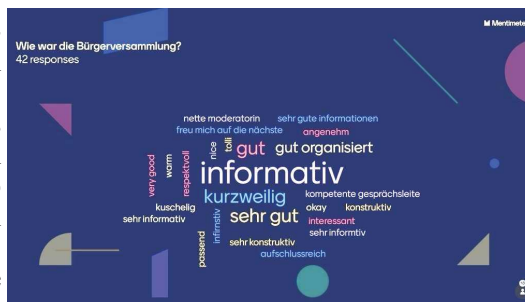 Mentimete
Wie war die Bürgerversammlung?
42 responses
nette moderatorin
sehr gute informationen
freu mich auf die nächste
angenehm
very good
warm
respektvoll
nice
tolli
gut
gut organisiert
informativ
kurzweilig
kompetente gesprächsleite
kuschelig
okay
konstruktiv
sehr informativ
infirnstiv
sehr gut
interessant
sehr informtiv
passend
sehr konstruktiv
aufschlussreich